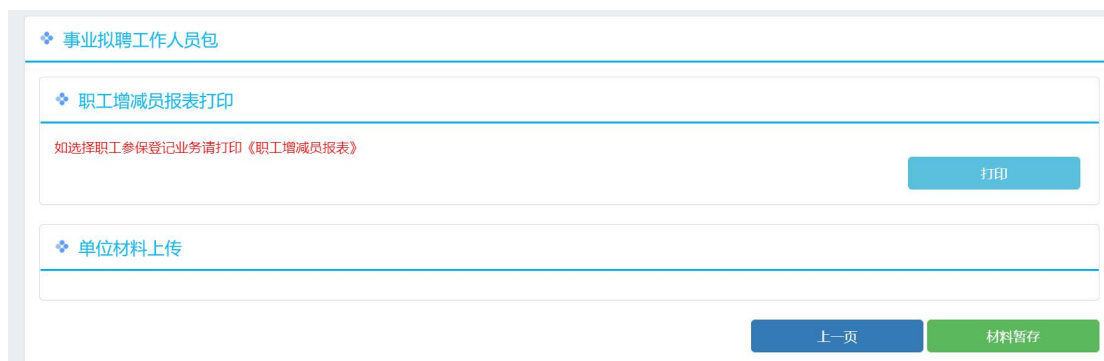 事业拟聘工作人员包
职工增减员报表打印
如选择职工参保登记业务请打印《职工增减员报表》
打印
单位材料上传
上一页
材料暂存